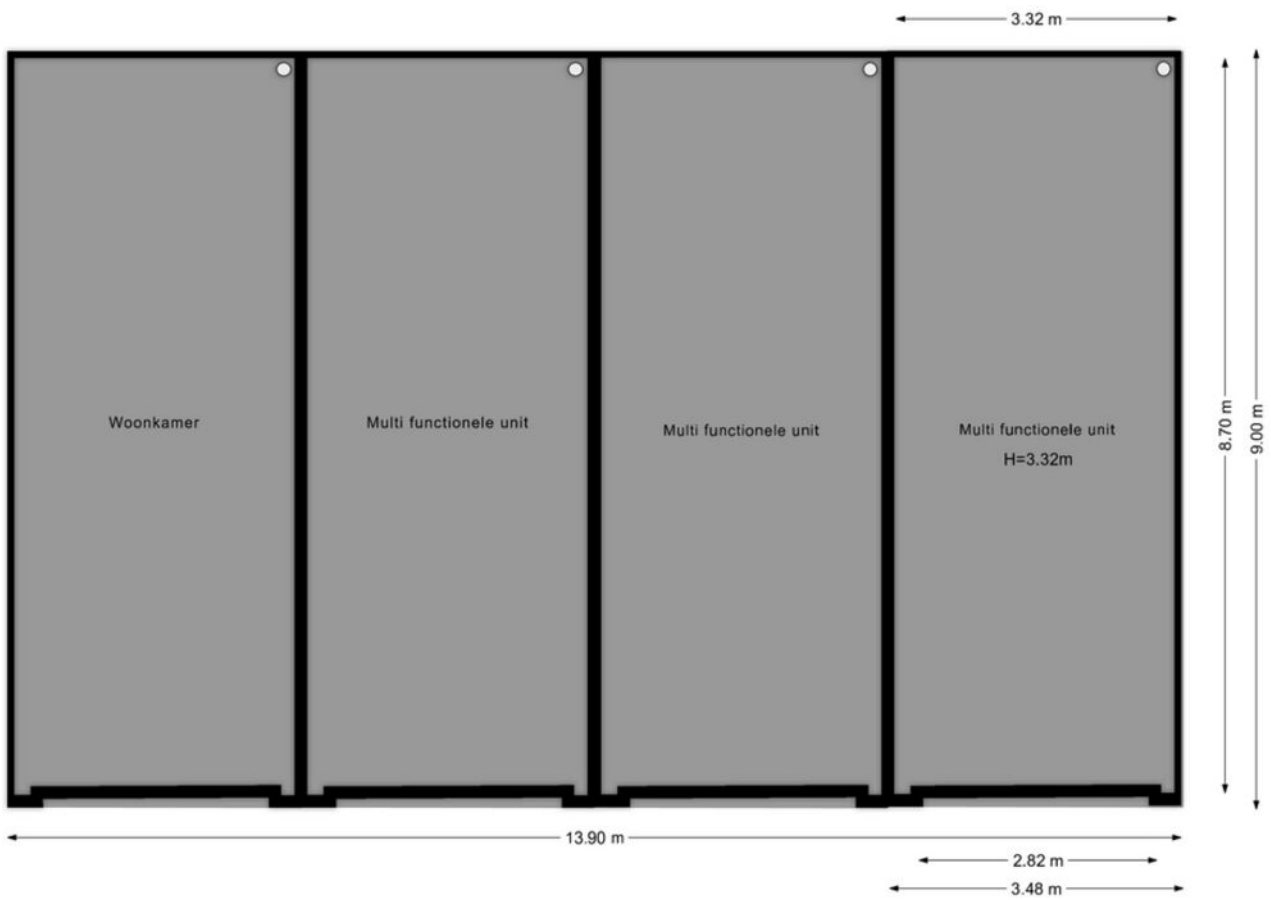 3.32 m
Woonkamer
Multi functionele unit
Multi functionele unit
Multi functionele unit
H=3.32m
8.70 m
9.00 m
13.90 m
2.82 m
3.48 m